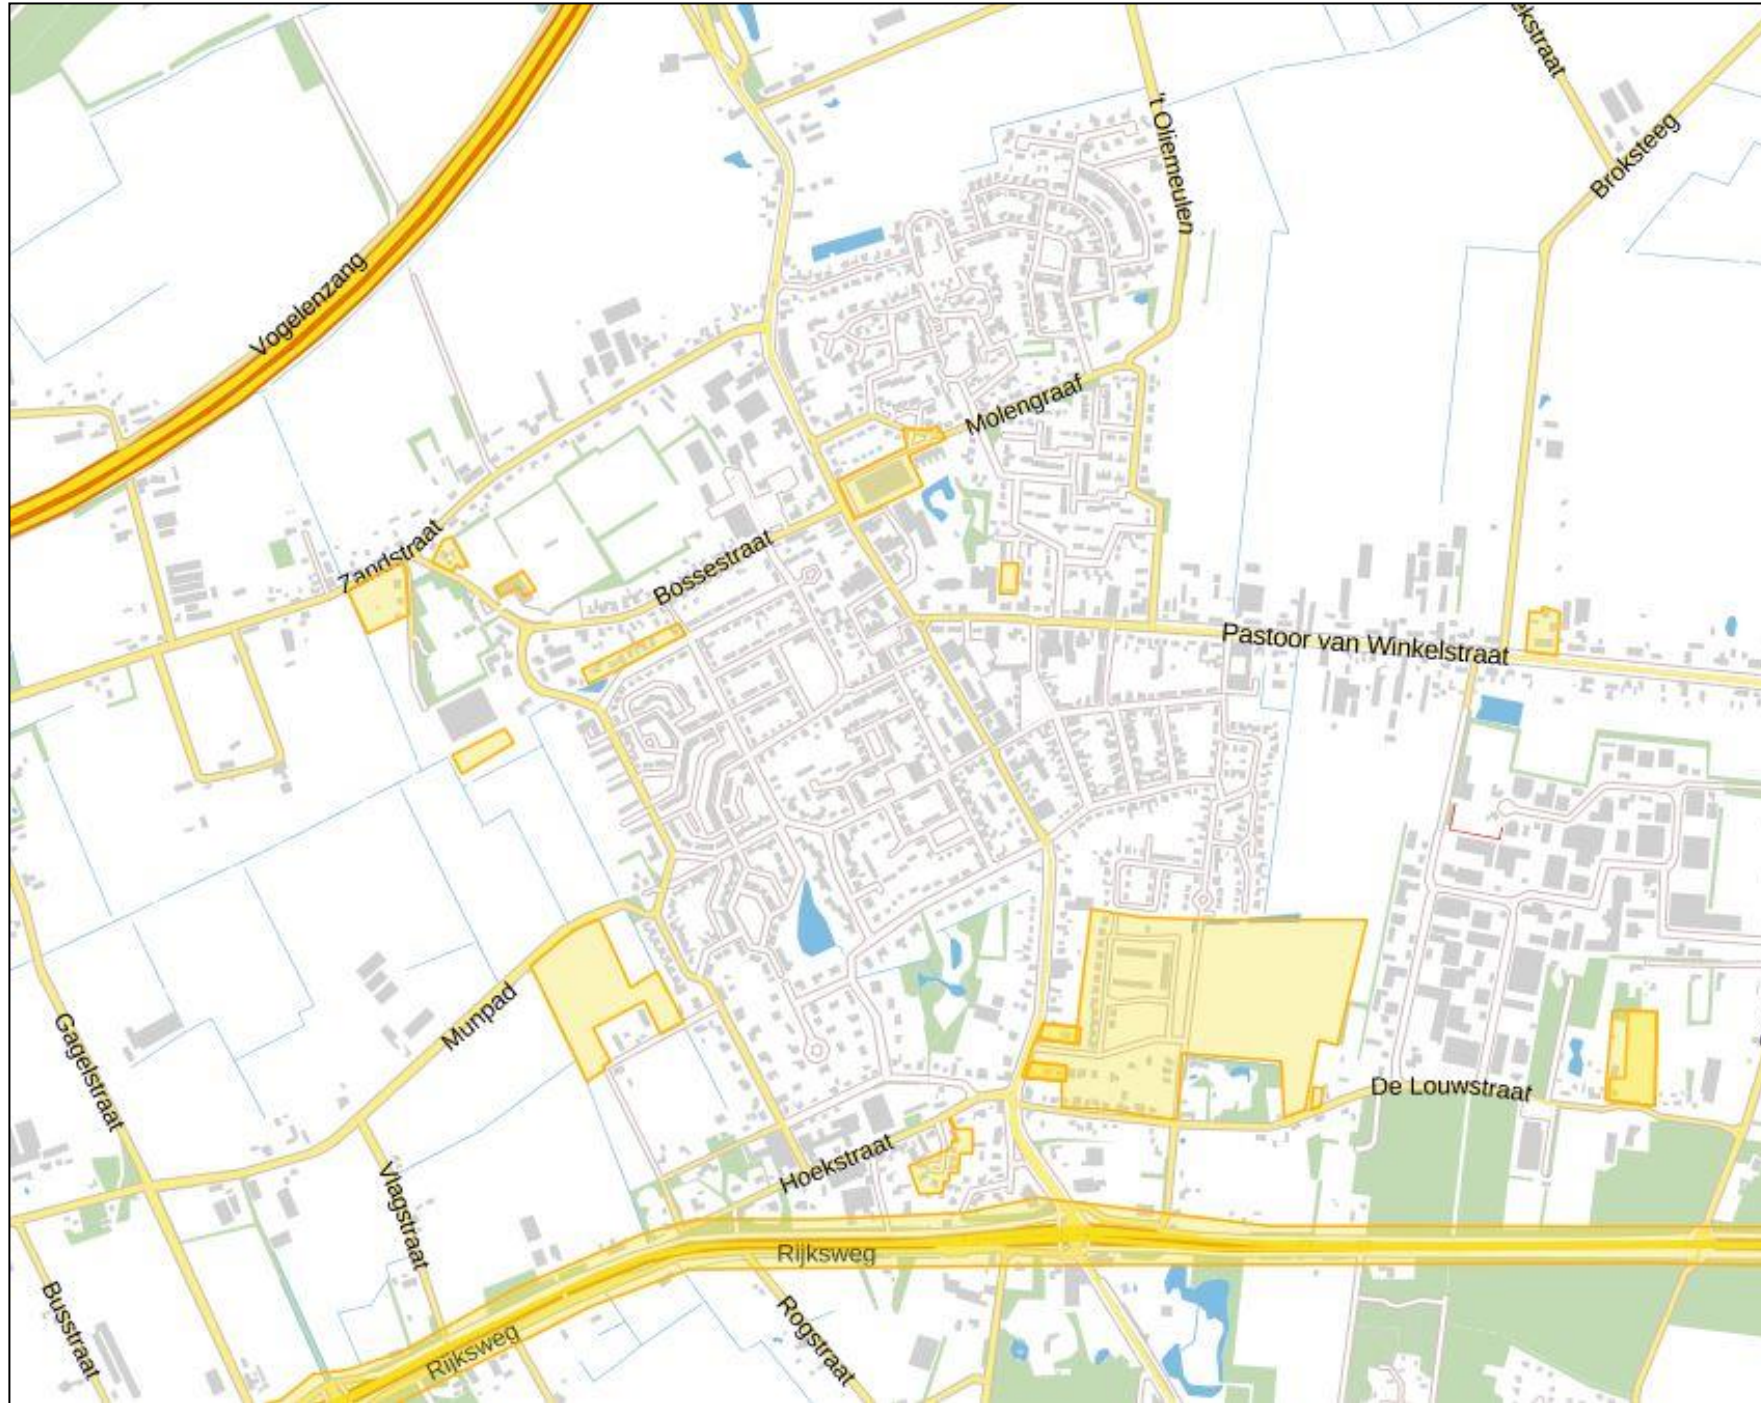 ekstraat
't Oliemeulen
Broksteeg
Vogelenzang
Molengraaf
Zandstraat
Bossestraat
Pastoor van Winkelstraat
Munpad
Gagelstraat
De Louwstraat
Hoekstraat
Vlagstraat
Rijksweg
Rijksweg
Rogstraat
Busstraat